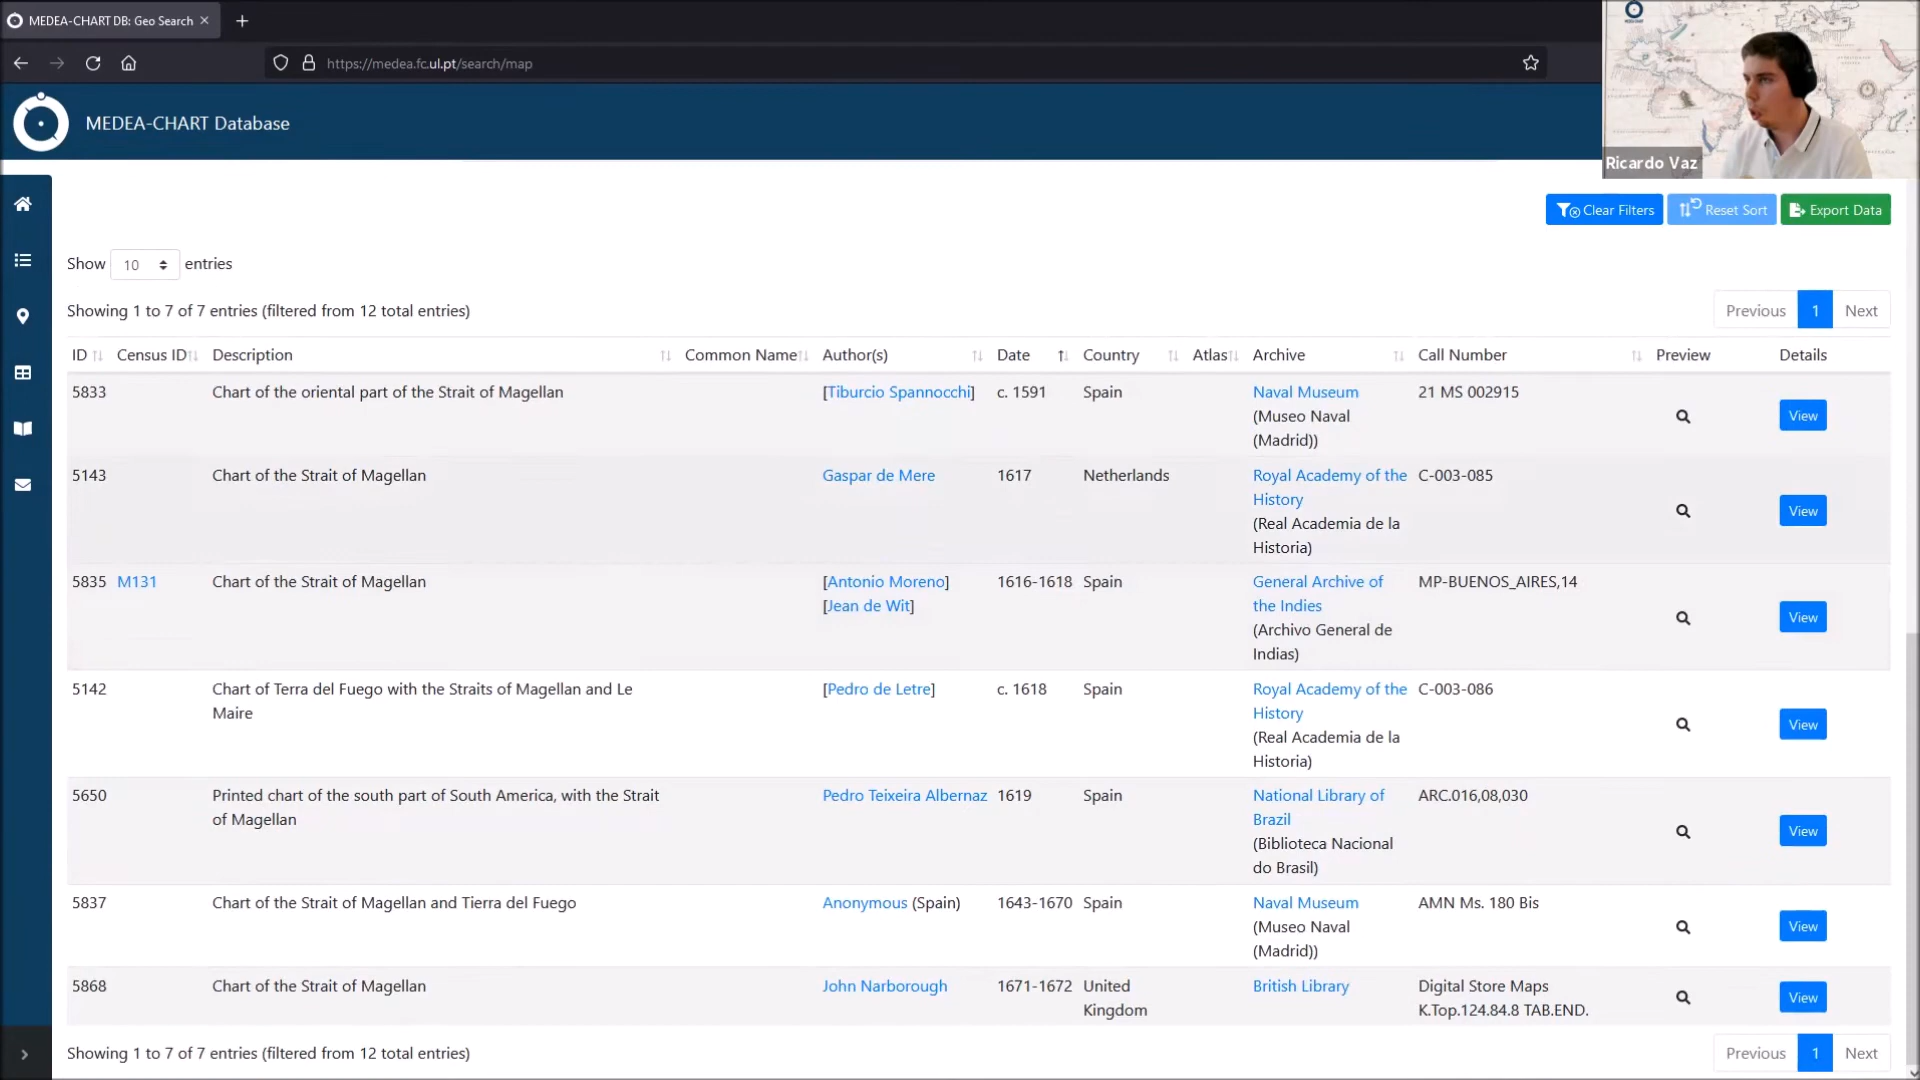 MEDEA-CHART DB: Geo Search
https://medea.fc.ul.pt/search/map
MEDEA-CHART Database
Ricardo Vaz
Clear Filters Reset Sort Export Data
Show 10 entries
Showing 1 to 7 of 7 entries (filtered from 12 total entries) Previous 1 Next
ID Census ID Description Common Name Author(s) Date Country Atlas Archive Call Number Preview Details
5833 Chart of the oriental part of the Strait of Magellan [Tiburcio Spannocchi] c. 1591 Spain Naval Museum 21 MS 002915
(Museo Naval View
(Madrid))
5143 Chart of the Strait of Magellan Gaspar de Mere 1617 Netherlands Royal Academy of the C-003-085
History View
(Real Academia de la
Historia)
5835 M131 Chart of the Strait of Magellan [Antonio Moreno] 1616-1618 Spain General Archive of MP-BUENOS_AIRES,14
[Jean de Wit] the Indies View
(Archivo General de
Indias)
5142 Chart of Terra del Fuego with the Straits of Magellan and Le [Pedro de Letre] c. 1618 Spain Royal Academy of the C-003-086
Maire History View
(Real Academia de la
Historia)
5650 Printed chart of the south part of South America, with the Strait Pedro Teixeira Albernaz 1619 Spain National Library of ARC.016,08,030
of Magellan Brazil View
(Biblioteca Nacional
do Brasil)
5837 Chart of the Strait of Magellan and Tierra del Fuego Anonymous (Spain) 1643-1670 Spain Naval Museum AMN Ms. 180 Bis
(Museo Naval View
(Madrid))
5868 Chart of the Strait of Magellan John Narborough 1671-1672 United British Library Digital Store Maps View
Kingdom K.Top.124.84.8 TAB.END.
Showing 1 to 7 of 7 entries (filtered from 12 total entries) Previous 1 Next